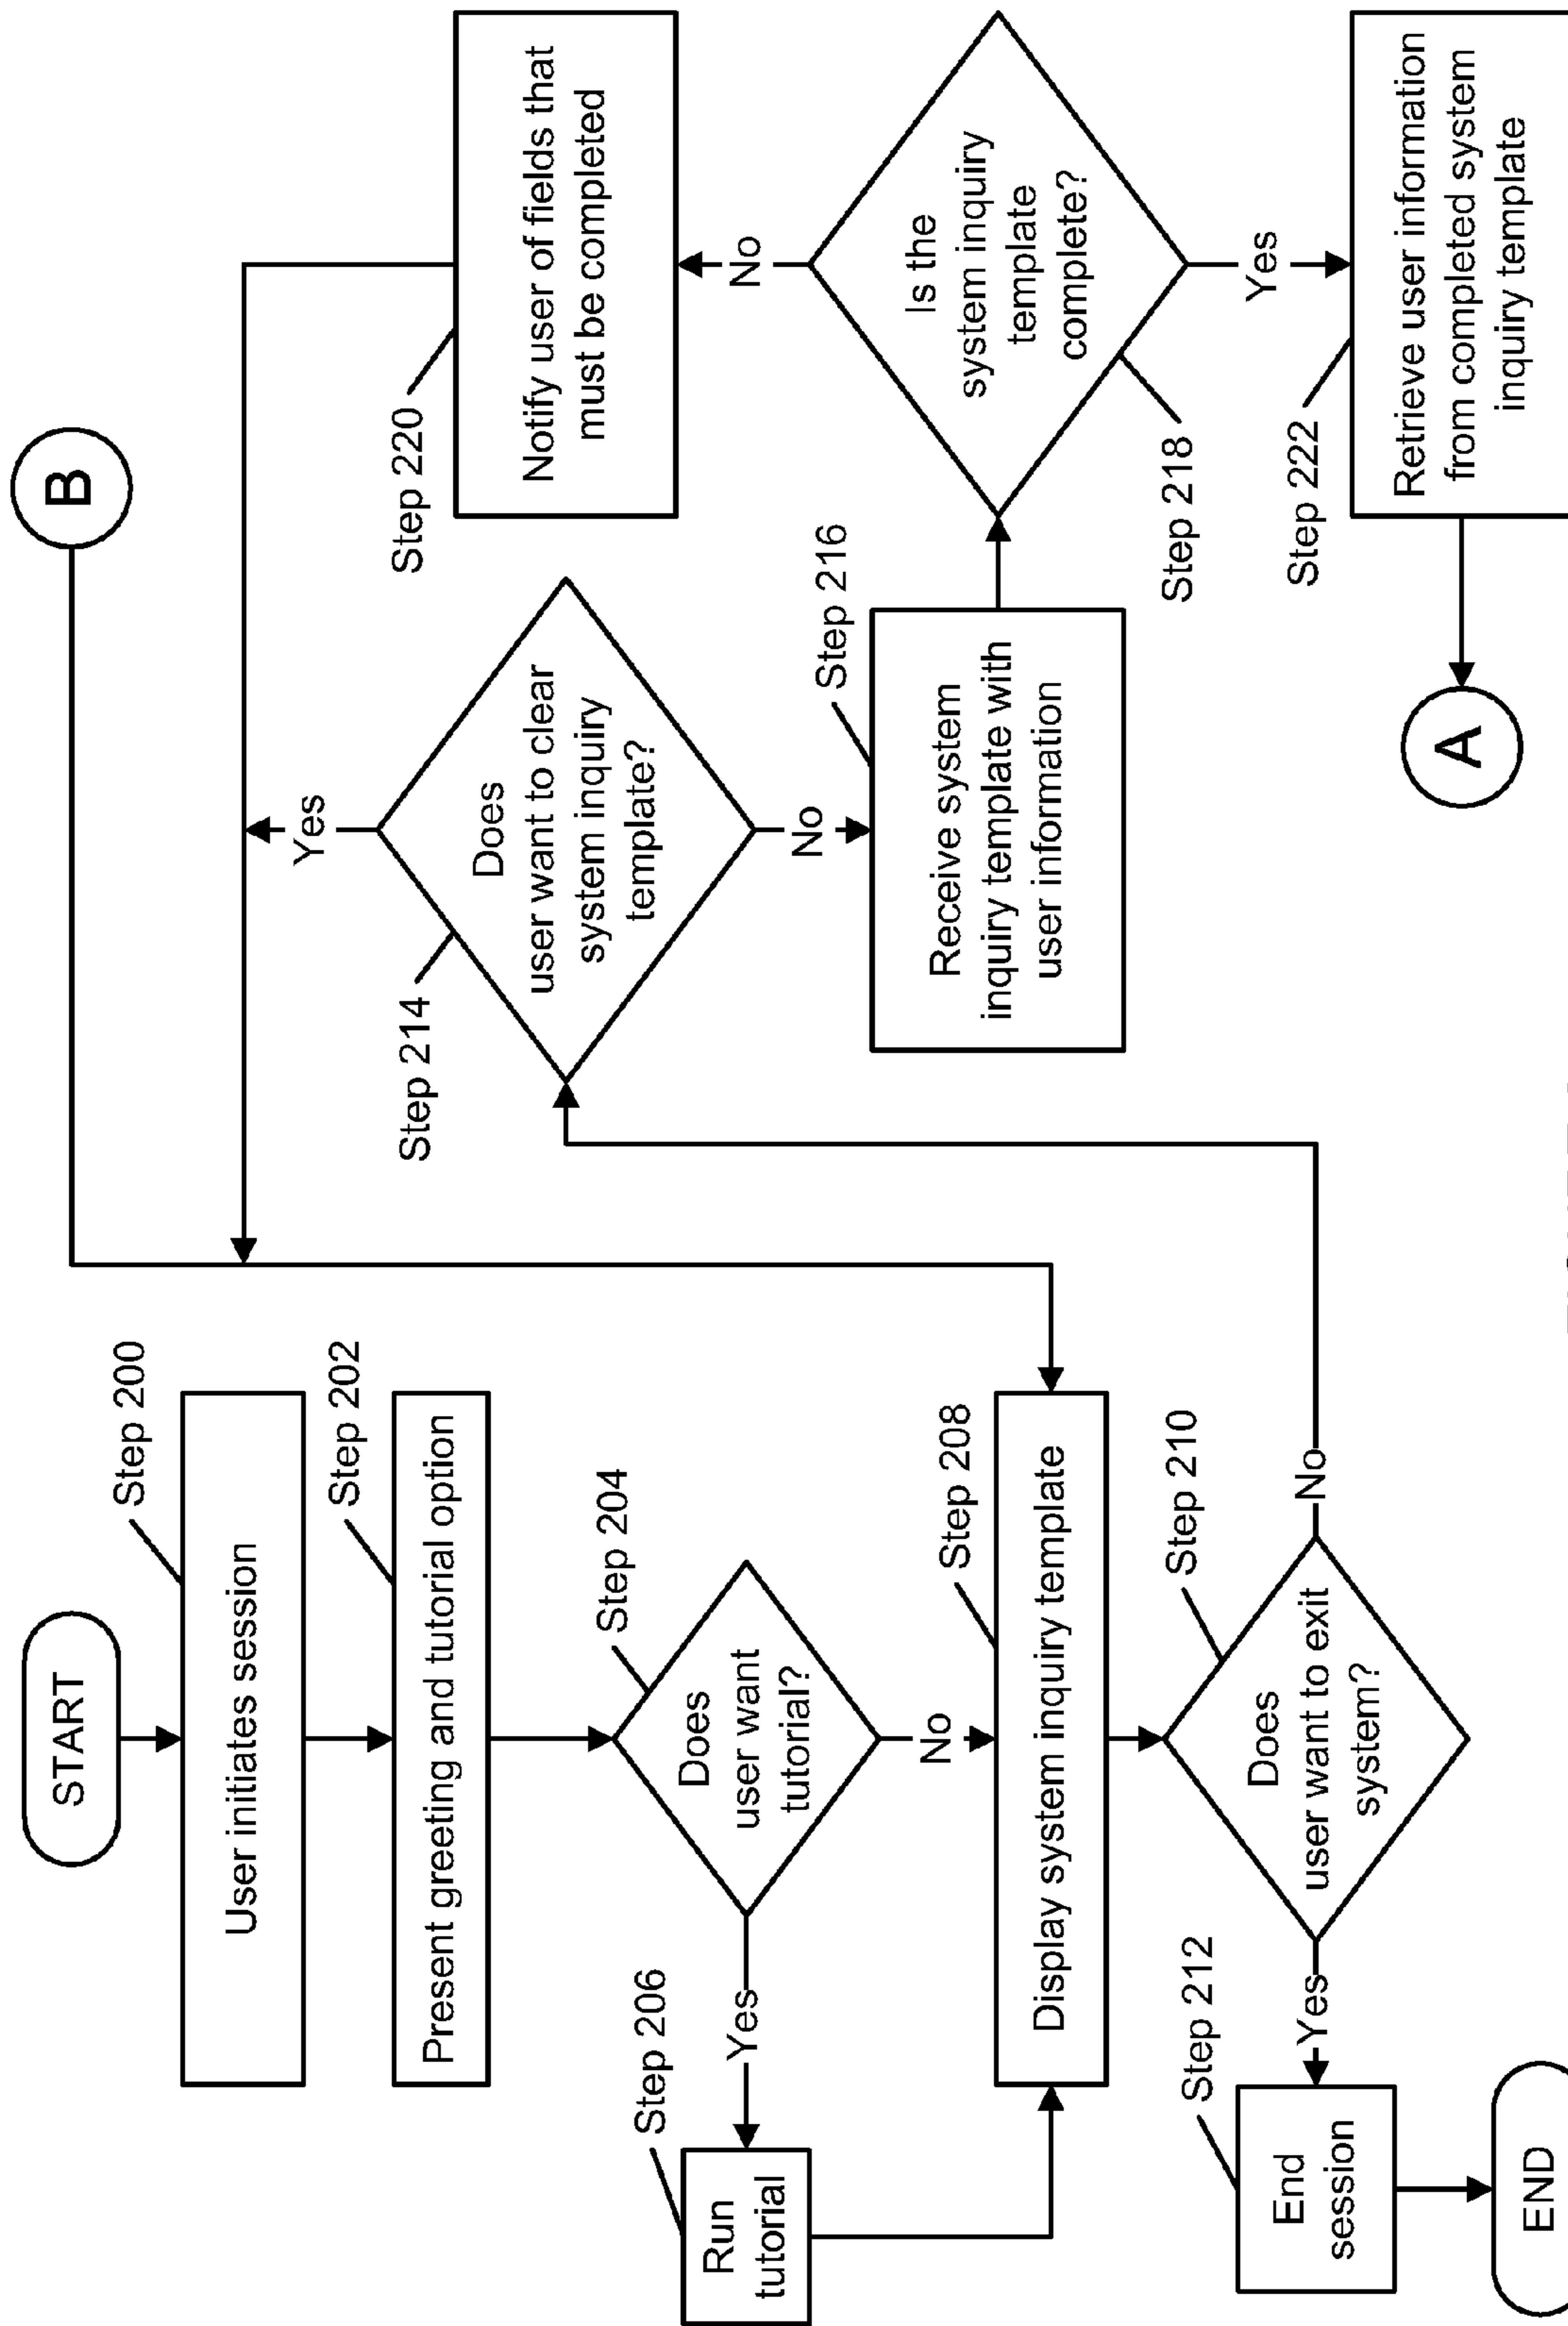 START
Step 200
User initiates session
Step 202
Present greeting and tutorial option
Step 204
Does
user want
tutorial?
Yes
No
Step 206
Run
tutorial
Step 208
Display system inquiry template
Step 210
Does
user want to exit
system?
Yes
No
Step 212
End
session
END
B
Step 214
Does
user want to clear
system inquiry
template?
Yes
No
Step 216
Receive system
inquiry template with
user information
Step 218
Is the
system inquiry
template
complete?
No
Yes
Step 220
Notify user of fields that
must be completed
Step 222
Retrieve user information
from completed system
inquiry template
A